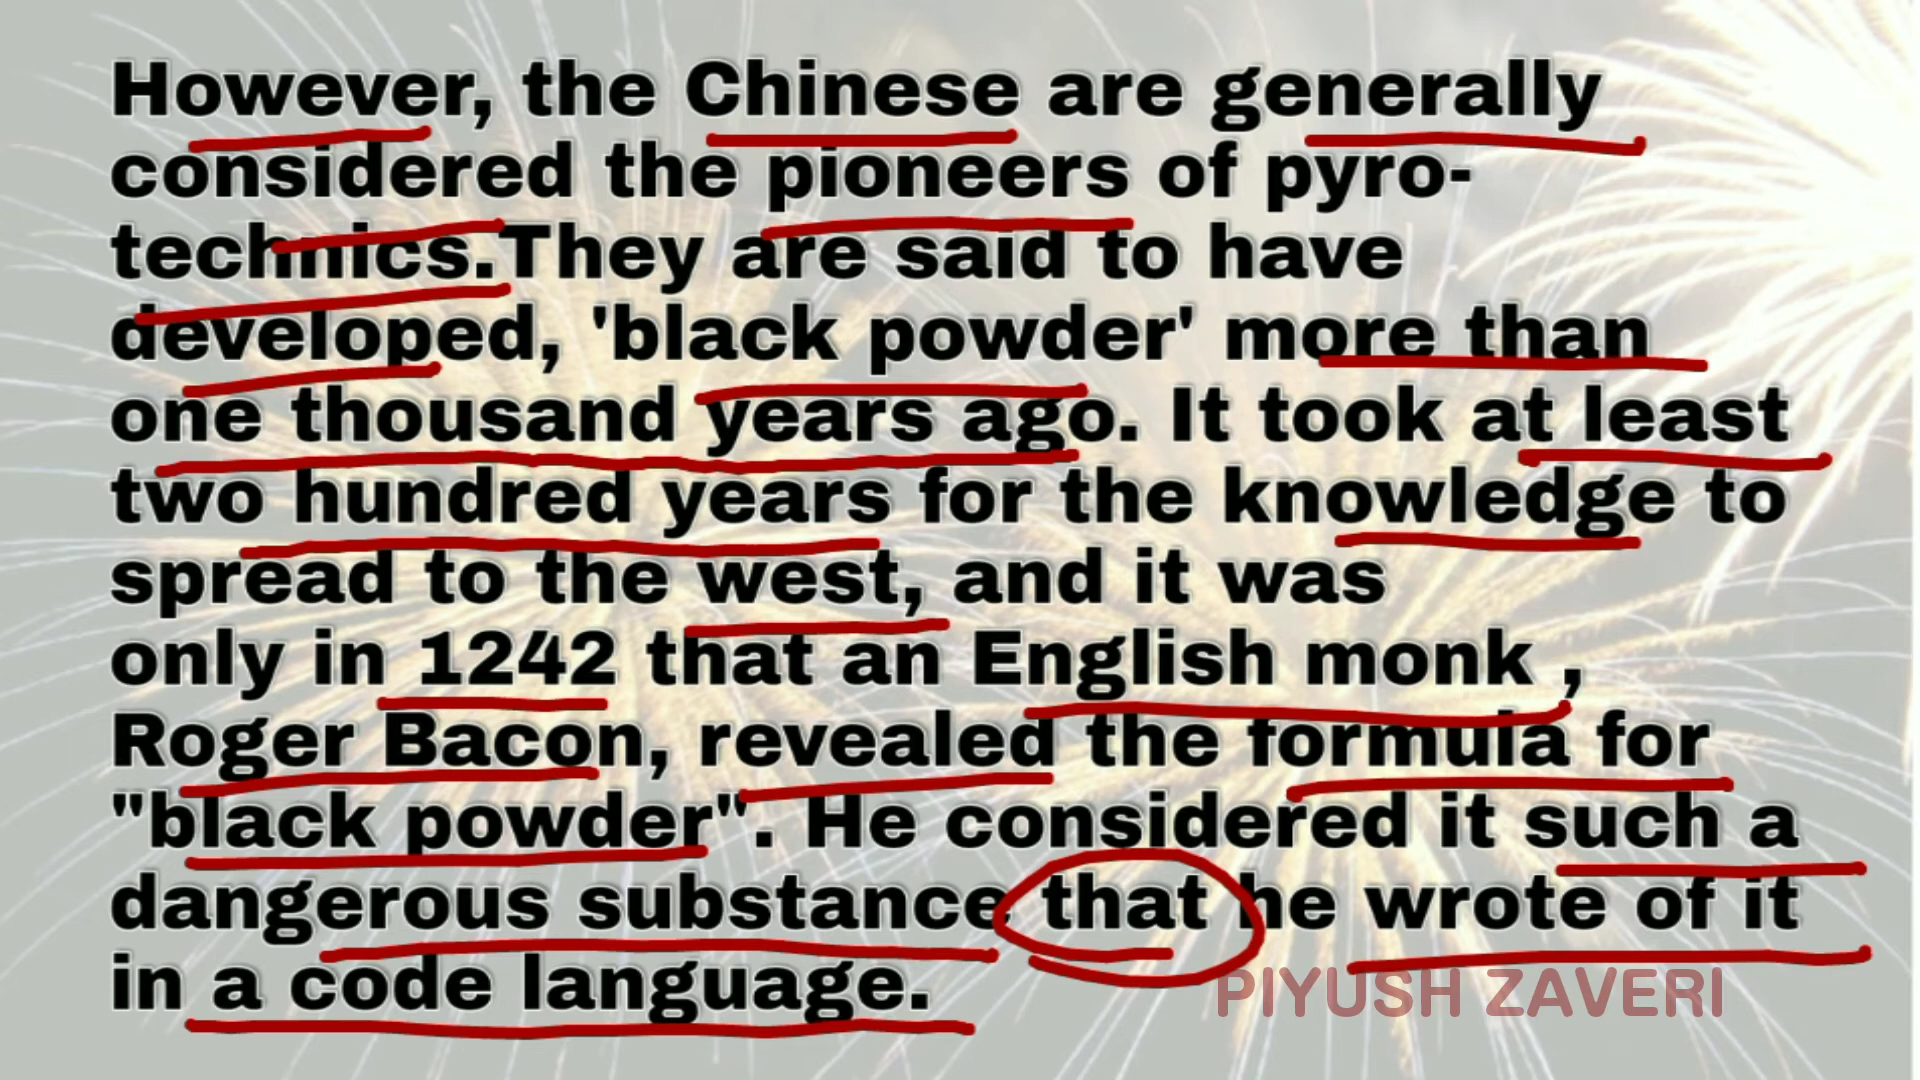 However, the Chinese are generally
considered the pioneers of pyro-
technics.They are said to have
developed, 'black powder' more than
one thousand years ago. It took at least
two hundred years for the knowledge to
spread to the west, and it was
only in 1242 that an English monk ,
Roger Bacon, revealed the formula for
"black powder". He considered it such a
dangerous substance that he wrote of it
in a code language.
PIYUSH ZAVERI